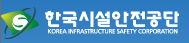 한국시설안전공단
KOREA INFRASTRUCTURE SAFETY CORPORATION